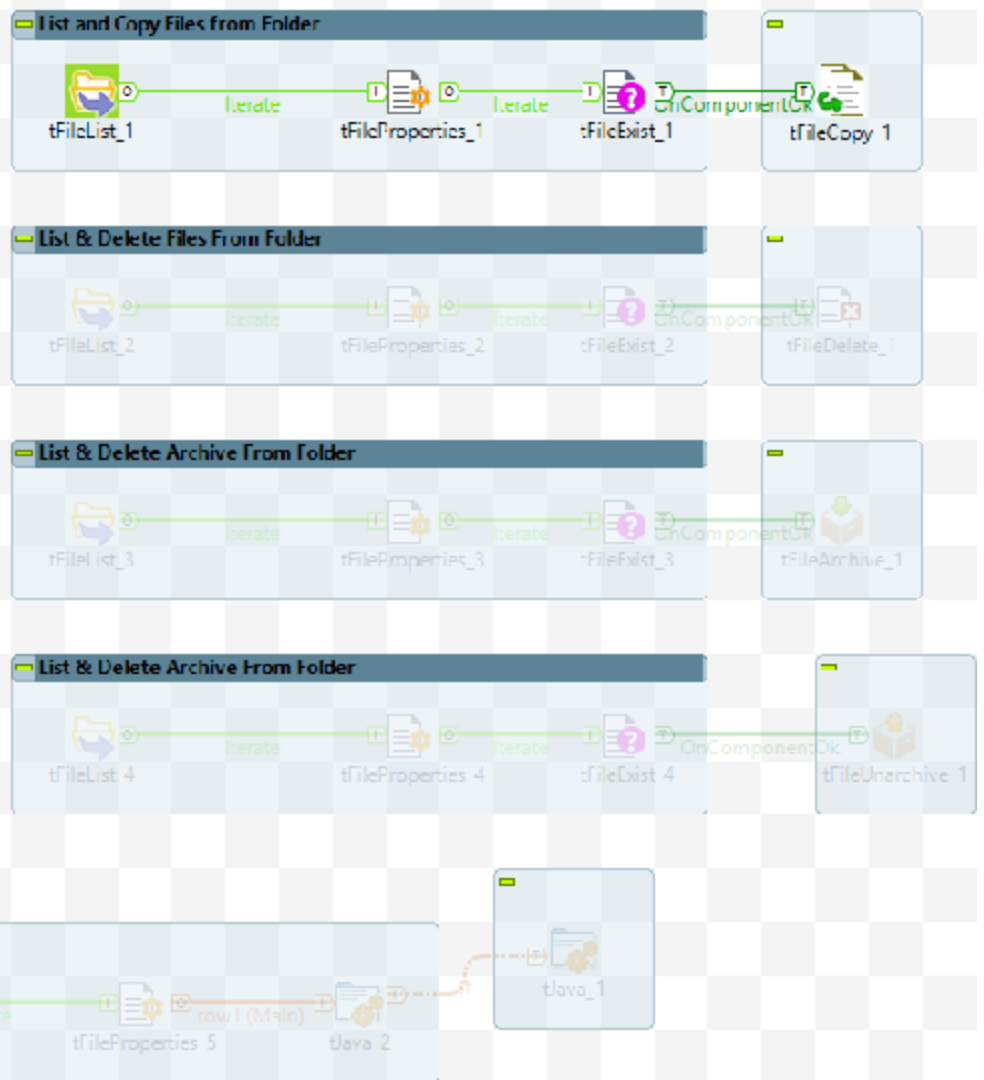 List and Copy Files from Folder
Iterate Iterate OnComponentOk
tFileList_1 tFileProperties_1 tFileExist_1 tFileCopy_1
List & Delete Files From Folder
Iterate Iterate OnComponentOk
tFileList_2 tFileProperties_2 tFileExist_2 tFileDelete_1
List & Delete Archive From Folder
Iterate Iterate OnComponentOk
tFileList_3 tFileProperties_3 tFileExist_3 tFileArchive_1
List & Delete Archive From Folder
Iterate Iterate OnComponentOk
tFileList_4 tFileProperties_4 tFileExist_4 tFileUnarchive_1
tJava_1
row1 (Main) if
tFileProperties_5 tJava_2